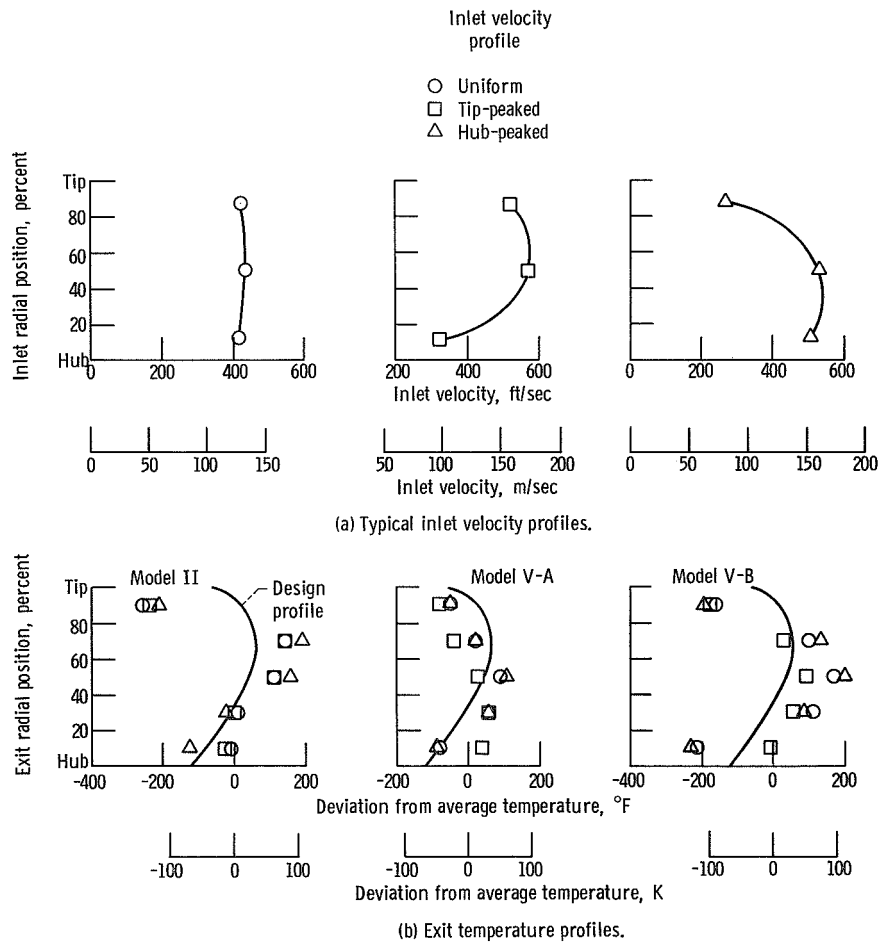 Inlet velocity
profile
Uniform
Tip-peaked
Hub-peaked
Inlet radial position, percent
Tip
80
60
40
20
Hub
0 200 400 600
200 400 600
0 200 400 600
Inlet velocity, ft/sec
0 50 100 150
50 100 150 200
0 50 100 150 200
Inlet velocity, m/sec
(a) Typical inlet velocity profiles.
Exit radial position, percent
Model II
Design
profile
Model V-A
Model V-B
Tip
80
60
40
20
Hub
-400 -200 0 200
-200 0 200
-400 -200 0 200
Deviation from average temperature, °F
-100 0 100
-100 0 100
-100 0 100
Deviation from average temperature, K
(b) Exit temperature profiles.